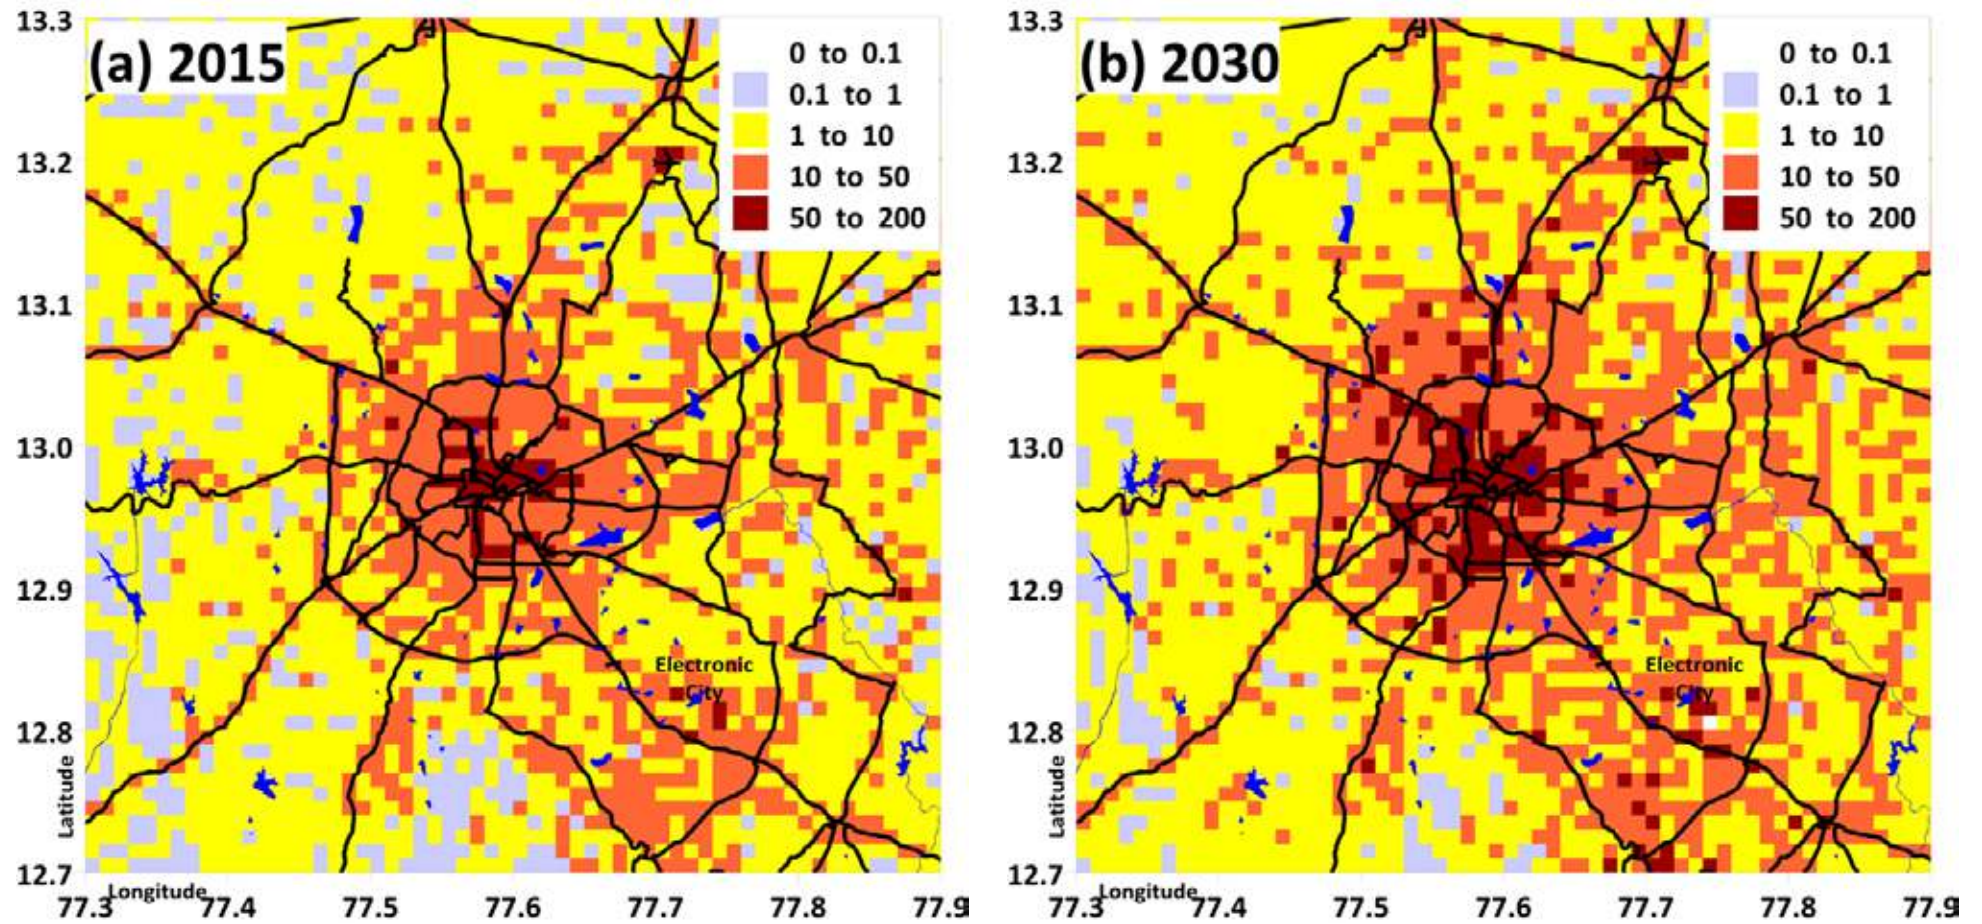 (a) 2015
0 to 0.1
0.1 to 1
1 to 10
10 to 50
50 to 200
13.3
13.2
13.1
13.0
12.9
12.8
12.7
Latitude
Electronic
City
Longitude
77.3 77.4 77.5 77.6 77.7 77.8 77.9
(b) 2030
0 to 0.1
0.1 to 1
1 to 10
10 to 50
50 to 200
13.3
13.2
13.1
13.0
12.9
12.8
12.7
Latitude
Electronic
City
Longitude
77.3 77.4 77.5 77.6 77.7 77.8 77.9